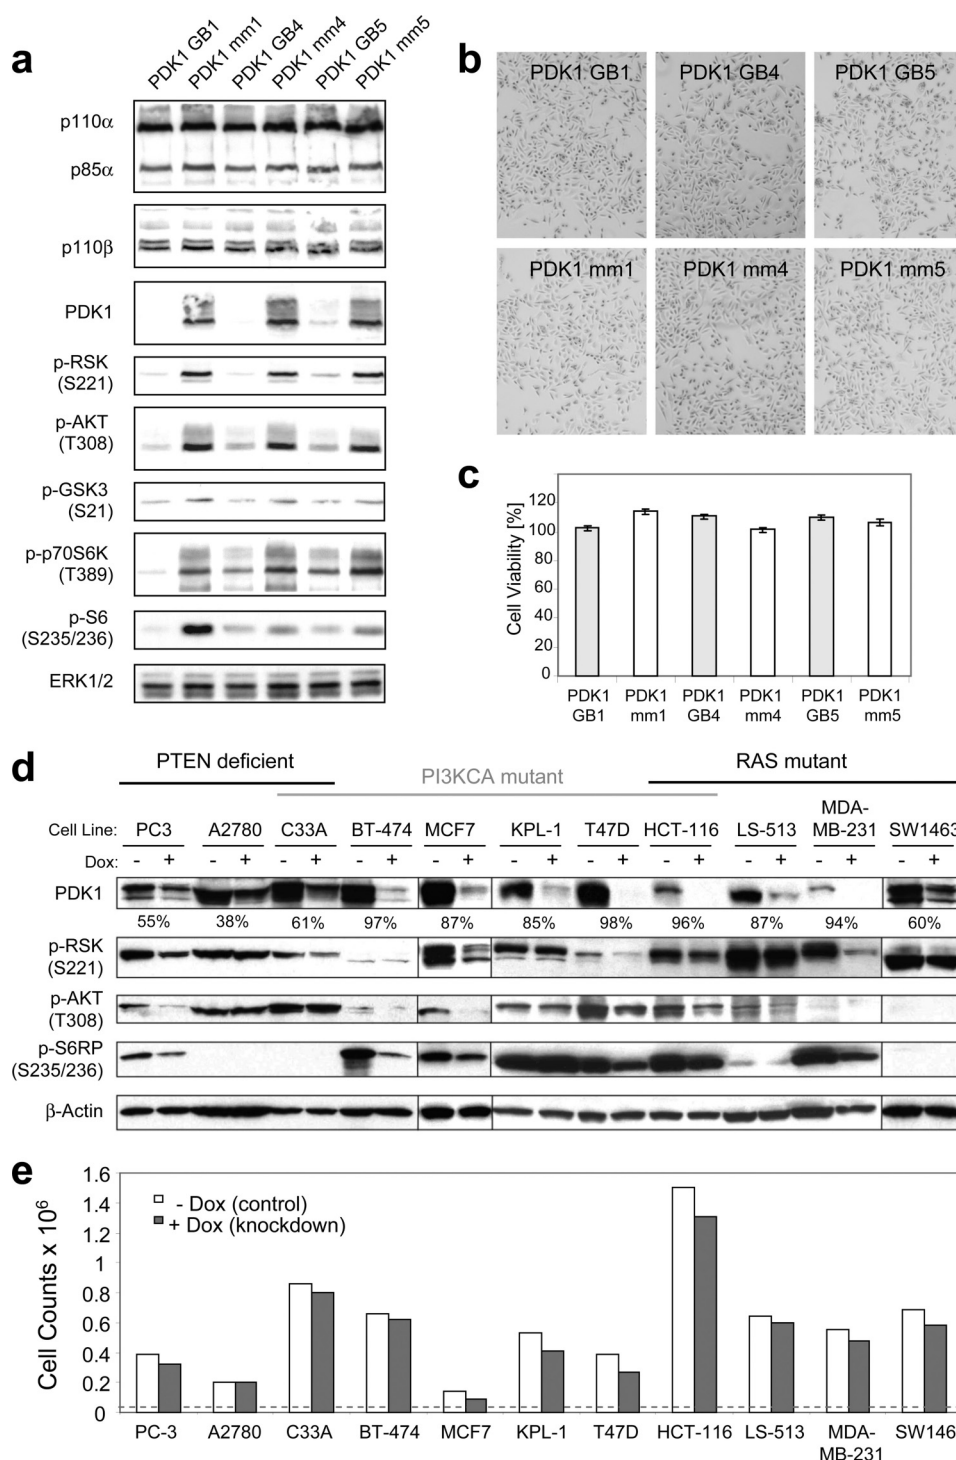 a
PDK1 GB1
PDK1 mm1
PDK1 GB4
PDK1 mm4
PDK1 GB5
PDK1 mm5
p110α
p85α
p110β
PDK1
p-RSK
(S221)
p-AKT
(T308)
p-GSK3
(S21)
p-p70S6K
(T389)
p-S6
(S235/236)
ERK1/2
b
PDK1 GB1
PDK1 GB4
PDK1 GB5
PDK1 mm1
PDK1 mm4
PDK1 mm5
c
Cell Viability [%]
120
100
80
60
40
20
0
PDK1 GB1
PDK1 mm1
PDK1 GB4
PDK1 mm4
PDK1 GB5
PDK1 mm5
d
PTEN deficient
PI3KCA mutant
RAS mutant
Cell Line: PC3 A2780 C33A BT-474 MCF7 KPL-1 T47D HCT-116 LS-513 MDA-MB-231 SW1463
Dox: - + - + - + - + - + - + - + - + - + - + - +
PDK1
55% 38% 61% 97% 87% 85% 98% 96% 87% 94% 60%
p-RSK
(S221)
p-AKT
(T308)
p-S6RP
(S235/236)
β-Actin
e
Cell Counts x 10⁶
1.6
1.4
1.2
1
0.8
0.6
0.4
0.2
0
- Dox (control)
+ Dox (knockdown)
PC-3 A2780 C33A BT-474 MCF7 KPL-1 T47D HCT-116 LS-513 MDA-MB-231 SW1463